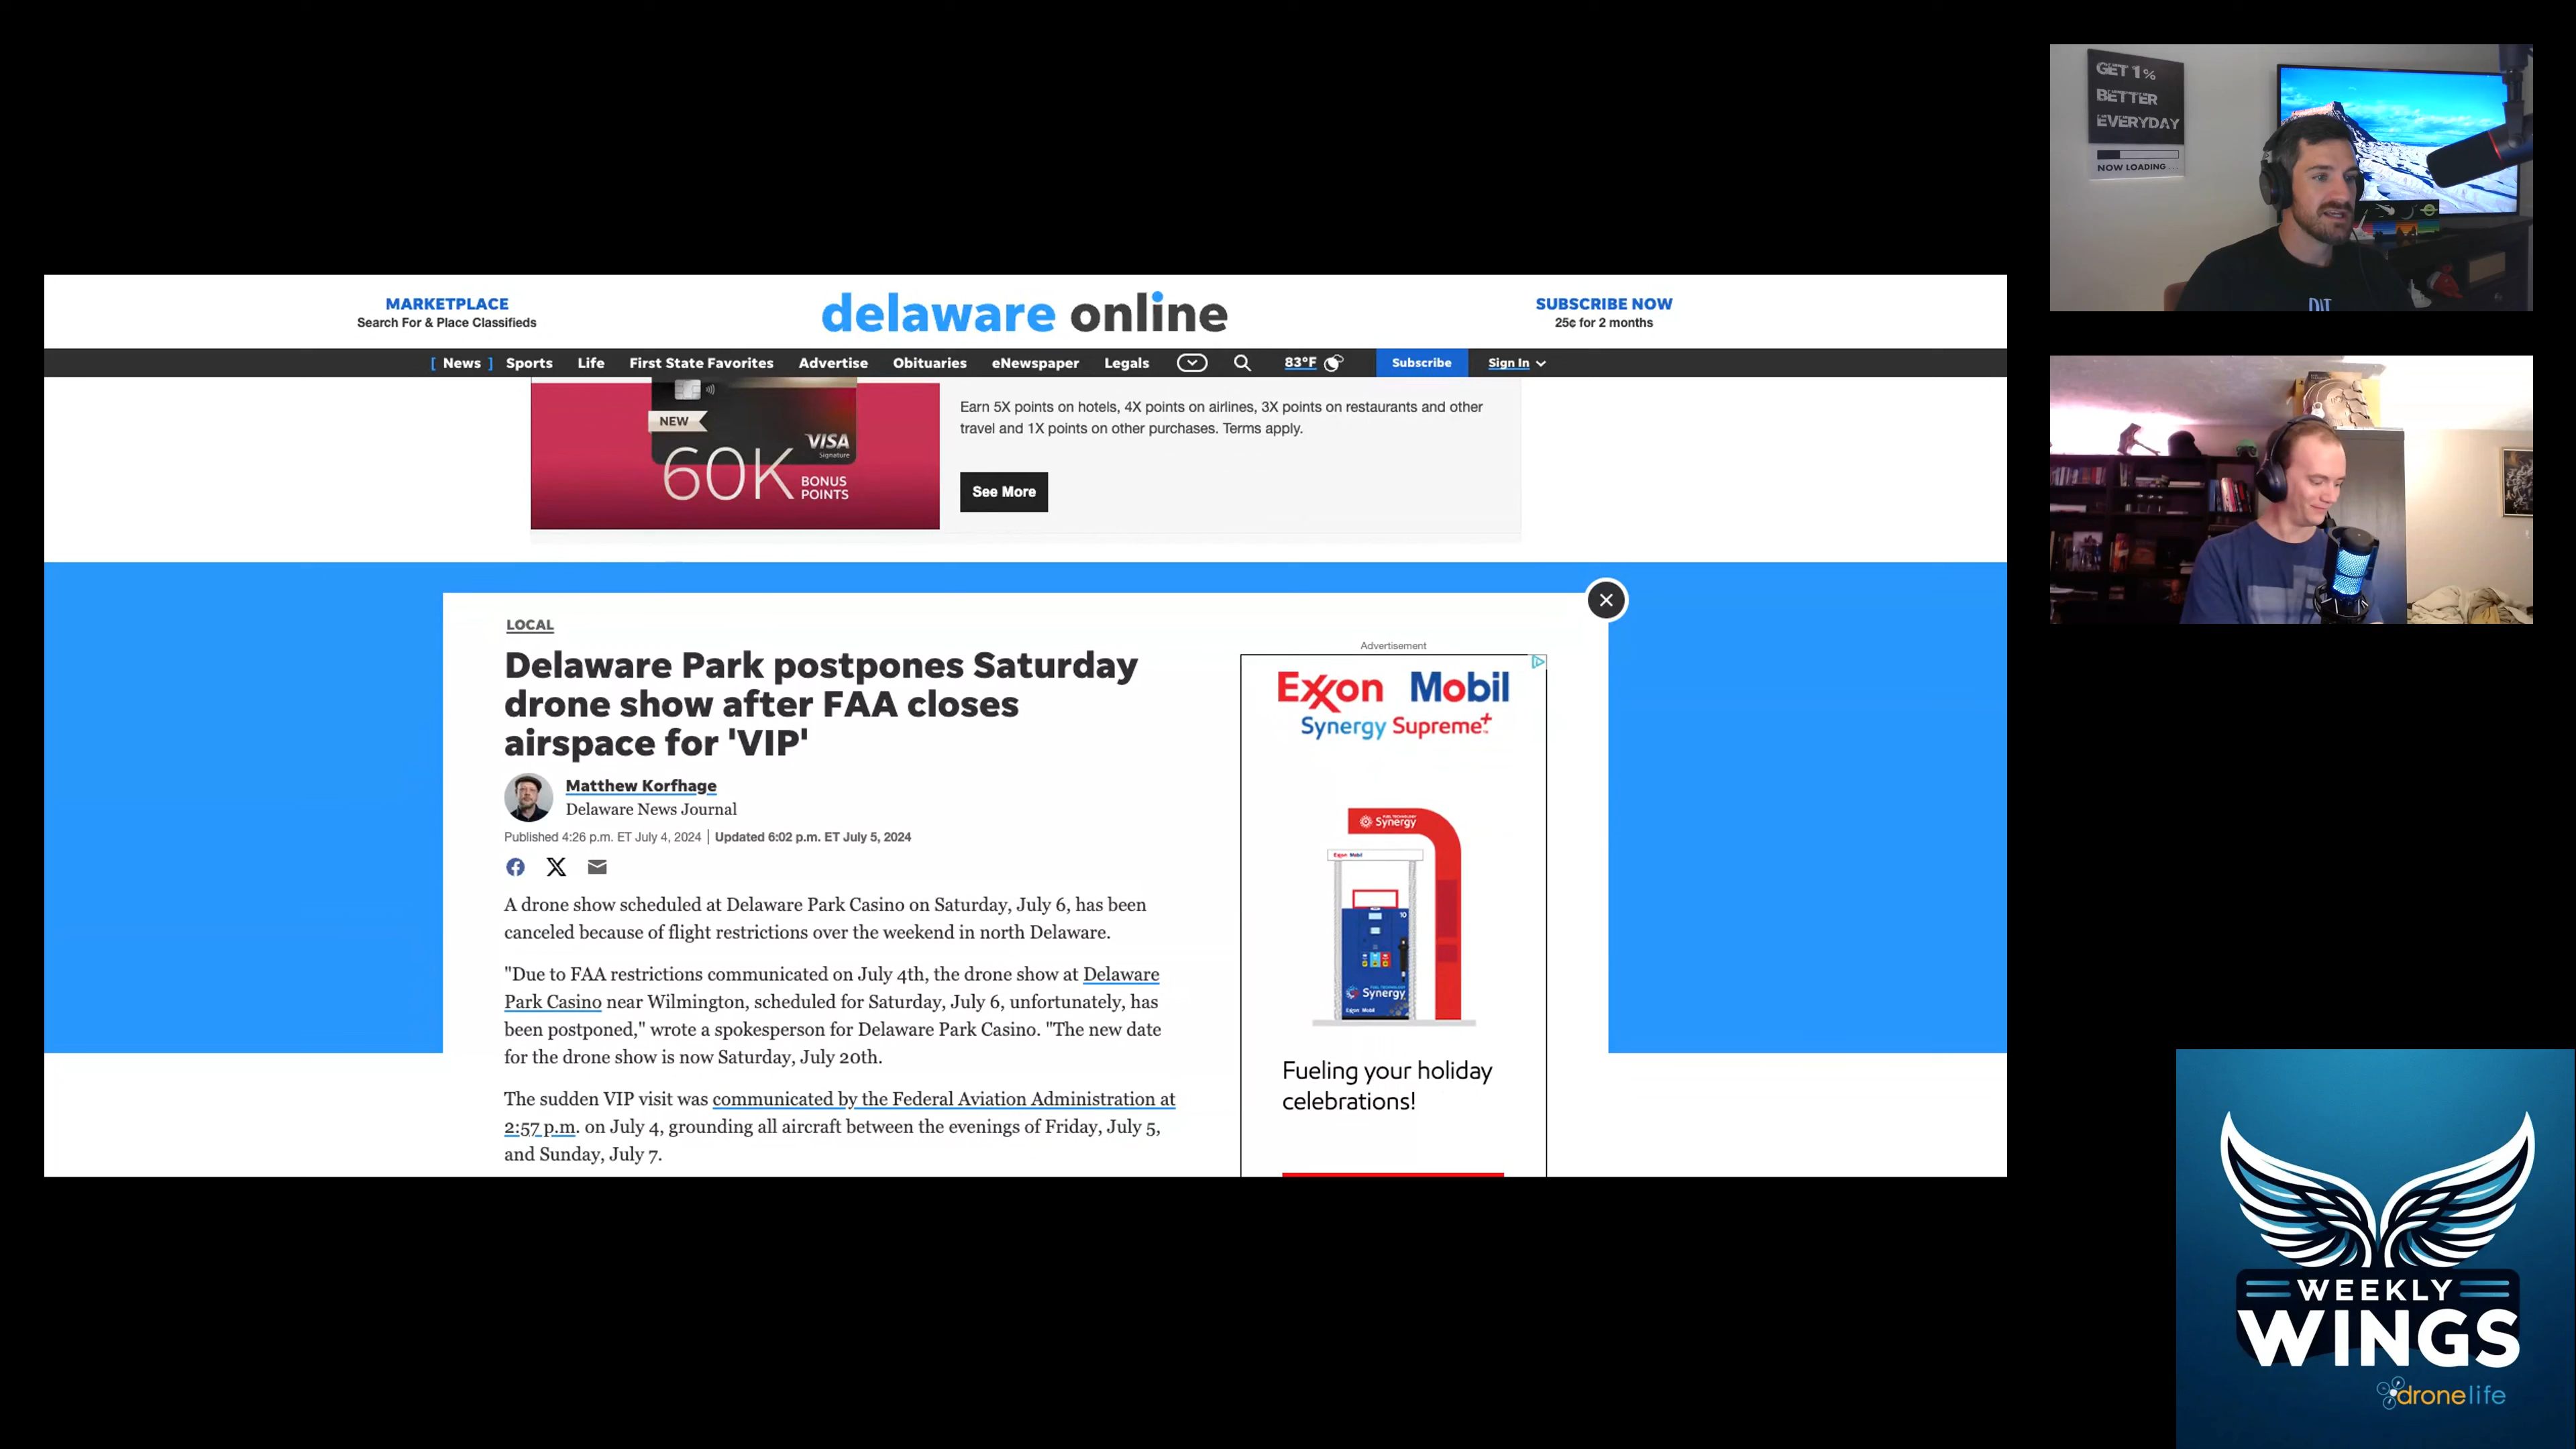 GET 1%
BETTER
EVERYDAY
NOW LOADING...
MARKETPLACE
Search For & Place Classifieds
delaware online
SUBSCRIBE NOW
25¢ for 2 months
[ News ] Sports Life First State Favorites Advertise Obituaries eNewspaper Legals 83°F Subscribe Sign In
NEW
VISA
Signature
60K BONUS
POINTS
Earn 5X points on hotels, 4X points on airlines, 3X points on restaurants and other
travel and 1X points on other purchases. Terms apply.
See More
LOCAL
Delaware Park postpones Saturday
drone show after FAA closes
airspace for 'VIP'
Matthew Korfhage
Delaware News Journal
Published 4:26 p.m. ET July 4, 2024 | Updated 6:02 p.m. ET July 5, 2024
A drone show scheduled at Delaware Park Casino on Saturday, July 6, has been
canceled because of flight restrictions over the weekend in north Delaware.
"Due to FAA restrictions communicated on July 4th, the drone show at Delaware
Park Casino near Wilmington, scheduled for Saturday, July 6, unfortunately, has
been postponed," wrote a spokesperson for Delaware Park Casino. "The new date
for the drone show is now Saturday, July 20th.
The sudden VIP visit was communicated by the Federal Aviation Administration at
2:57 p.m. on July 4, grounding all aircraft between the evenings of Friday, July 5,
and Sunday, July 7.
Advertisement
Exxon Mobil
Synergy Supreme+
Synergy
Exxon Mobil
10
Synergy
Exxon Mobil
Fueling your holiday
celebrations!
WEEKLY
WINGS
dronelife